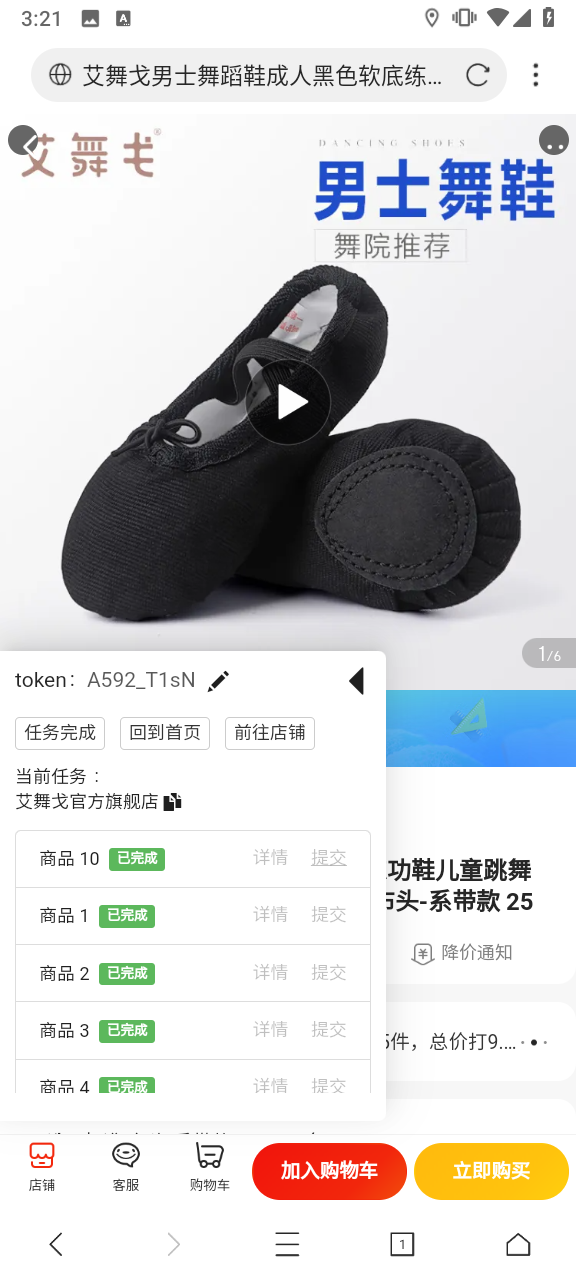 3:21
艾舞戈男士舞蹈鞋成人黑色软底练...
艾舞戈®
DANCING SHOES
男士舞鞋
舞院推荐
1/6
token： A592_T1sN
任务完成 回到首页 前往店铺
当前任务：
艾舞戈官方旗舰店
商品 10 已完成 详情 提交
功鞋儿童跳舞
商品 1 已完成 详情 提交
头-系带款 25
降价通知
商品 2 已完成 详情 提交
商品 3 已完成 详情 提交
5件，总价打9....
商品 4 已完成 详情 提交
店铺 客服 购物车 加入购物车 立即购买
1